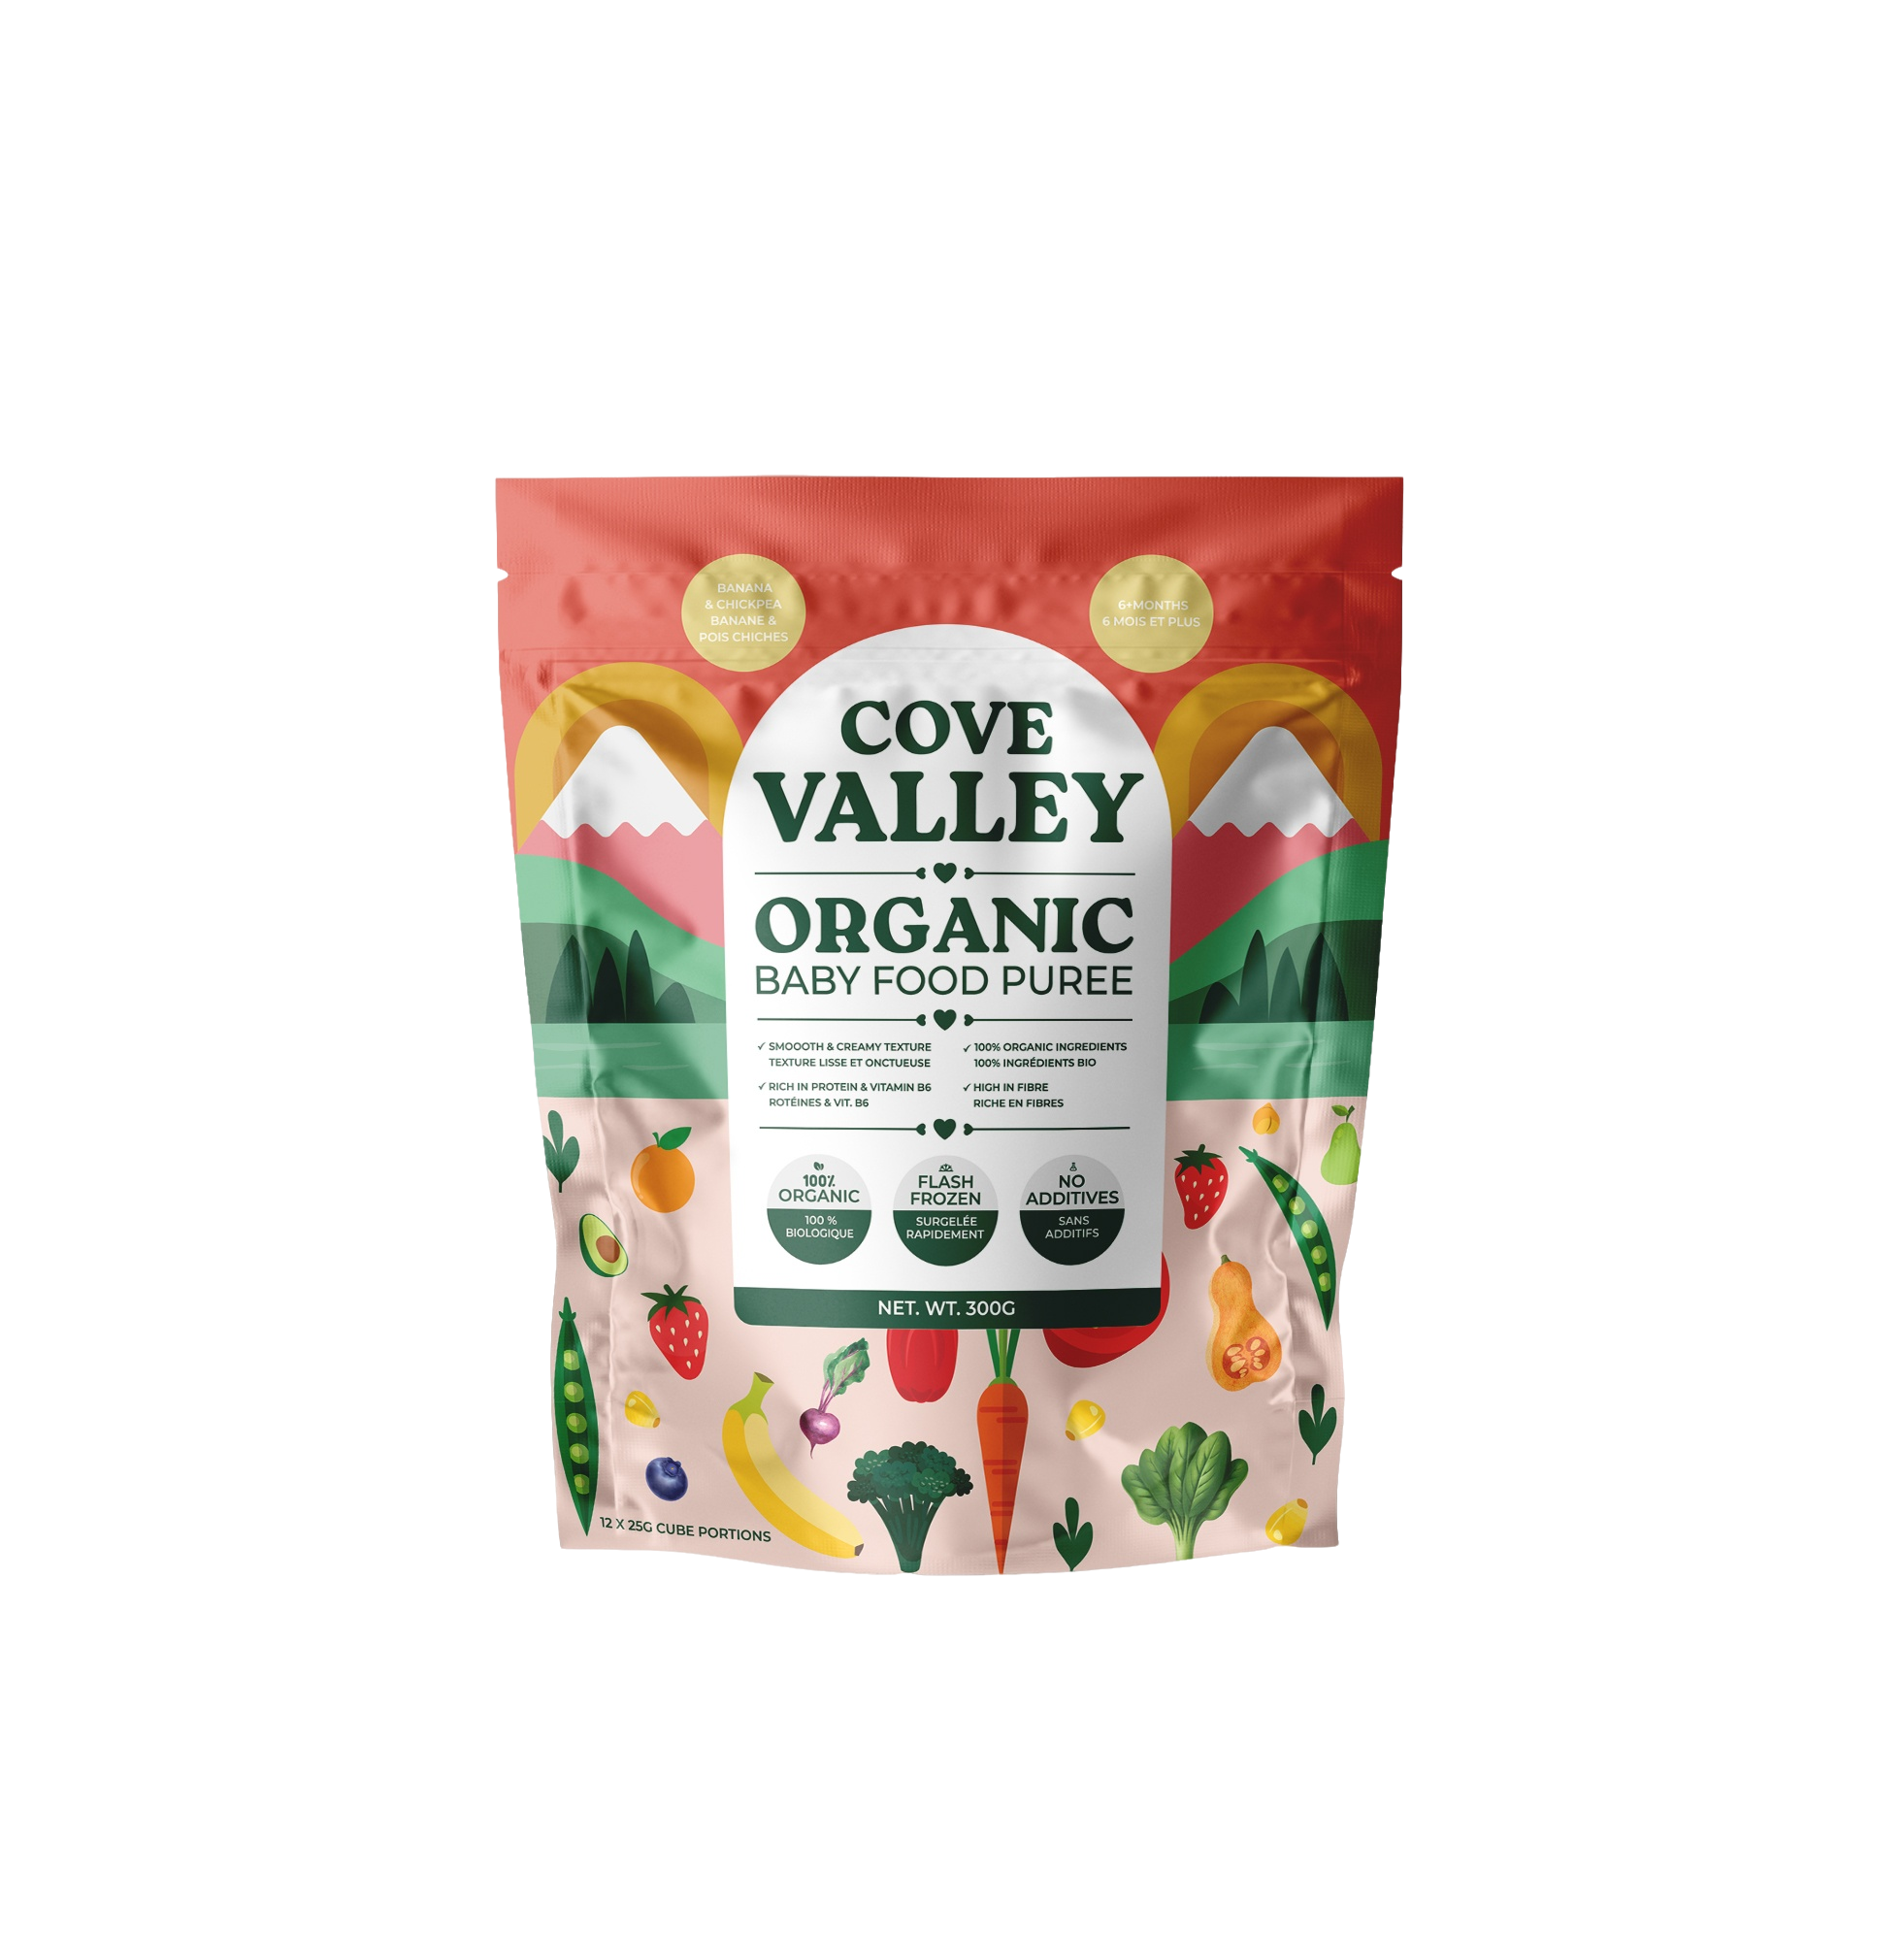 BANANA
& CHICKPEA
BANANE &
POIS CHICHES
6+MONTHS
6 MOIS ET PLUS
COVE
VALLEY
ORGANIC
BABY FOOD PUREE
✓ SMOOOTH & CREAMY TEXTURE
TEXTURE LISSE ET ONCTUEUSE
✓ RICH IN PROTEIN & VITAMIN B6
ROTÉINES & VIT. B6
✓ 100% ORGANIC INGREDIENTS
100% INGRÉDIENTS BIO
✓ HIGH IN FIBRE
RICHE EN FIBRES
100%
ORGANIC
100 %
BIOLOGIQUE
FLASH
FROZEN
SURGELÉE
RAPIDEMENT
NO
ADDITIVES
SANS
ADDITIFS
NET. WT. 300G
12 X 25G CUBE PORTIONS